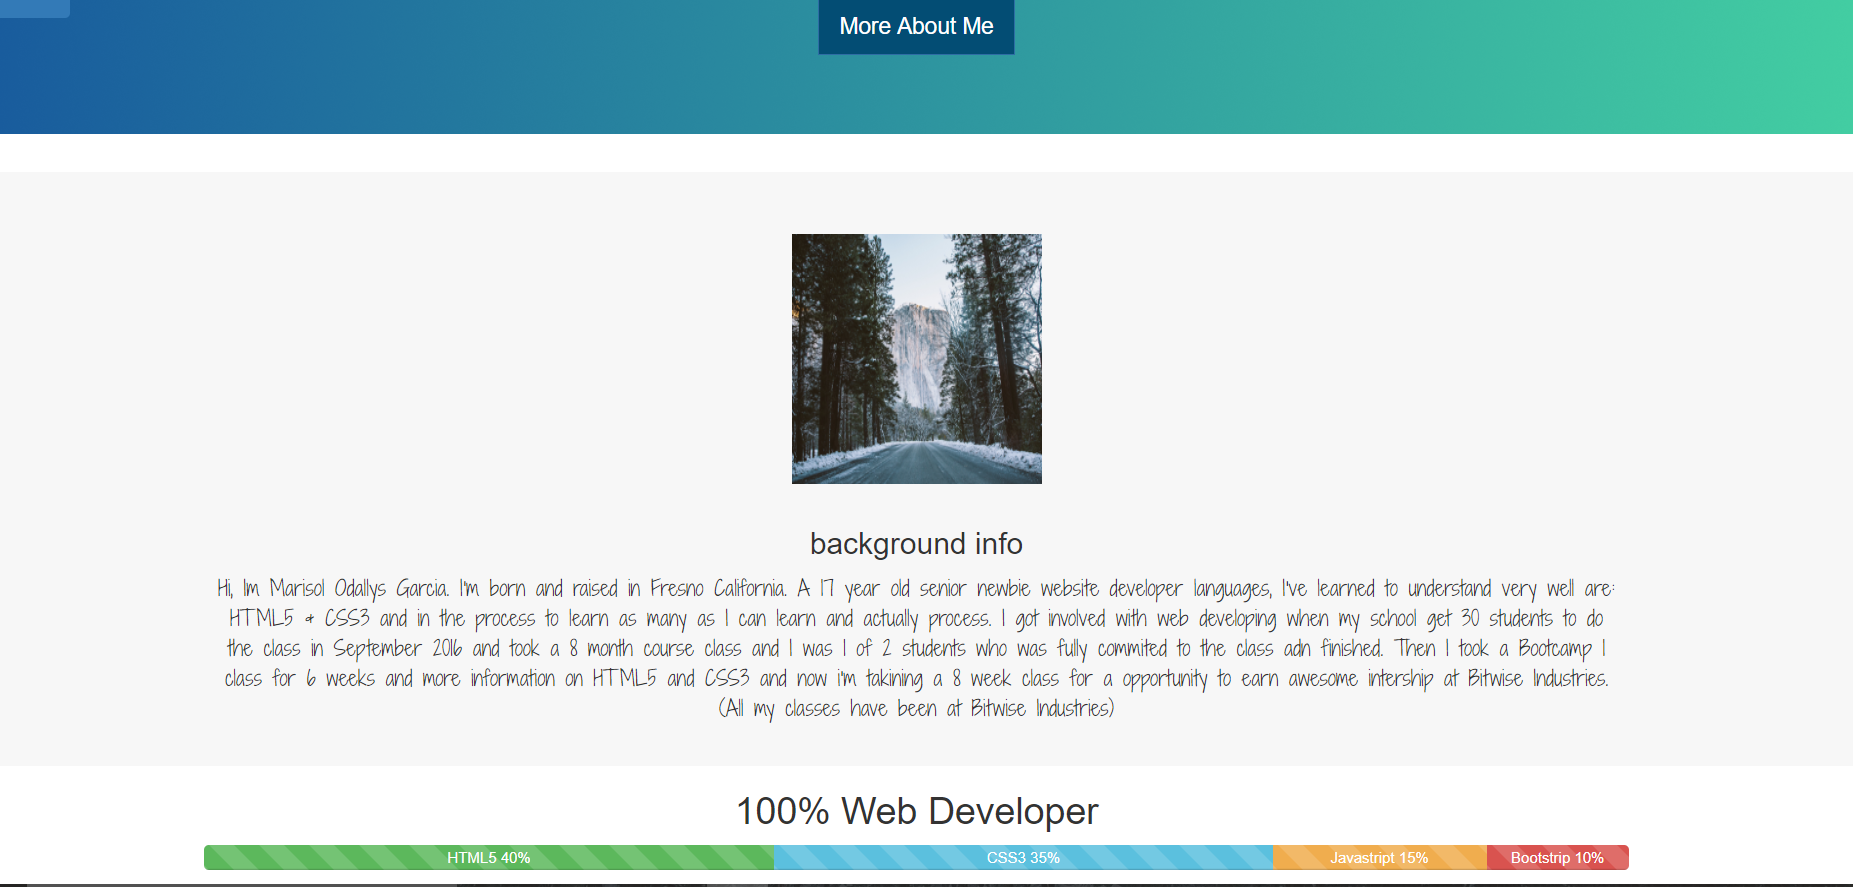 More About Me
background info
Hi, Im Marisol Odallys Garcia. I'm born and raised in Fresno California. A 17 year old senior newbie website developer languages, I've learned to understand very well are:
HTML5 & CSS3 and in the process to learn as many as I can learn and actually process. I got involved with web developing when my school get 30 students to do
the class in September 2016 and took a 8 month course class and I was 1 of 2 students who was fully commited to the class adn finished. Then I took a Bootcamp 1
class for 6 weeks and more information on HTML5 and CSS3 and now i'm takining a 8 week class for a opportunity to earn awesome intership at Bitwise Industries.
(All my classes have been at Bitwise Industries)
100% Web Developer
HTML5 40% CSS3 35% Javastript 15% Bootstrip 10%